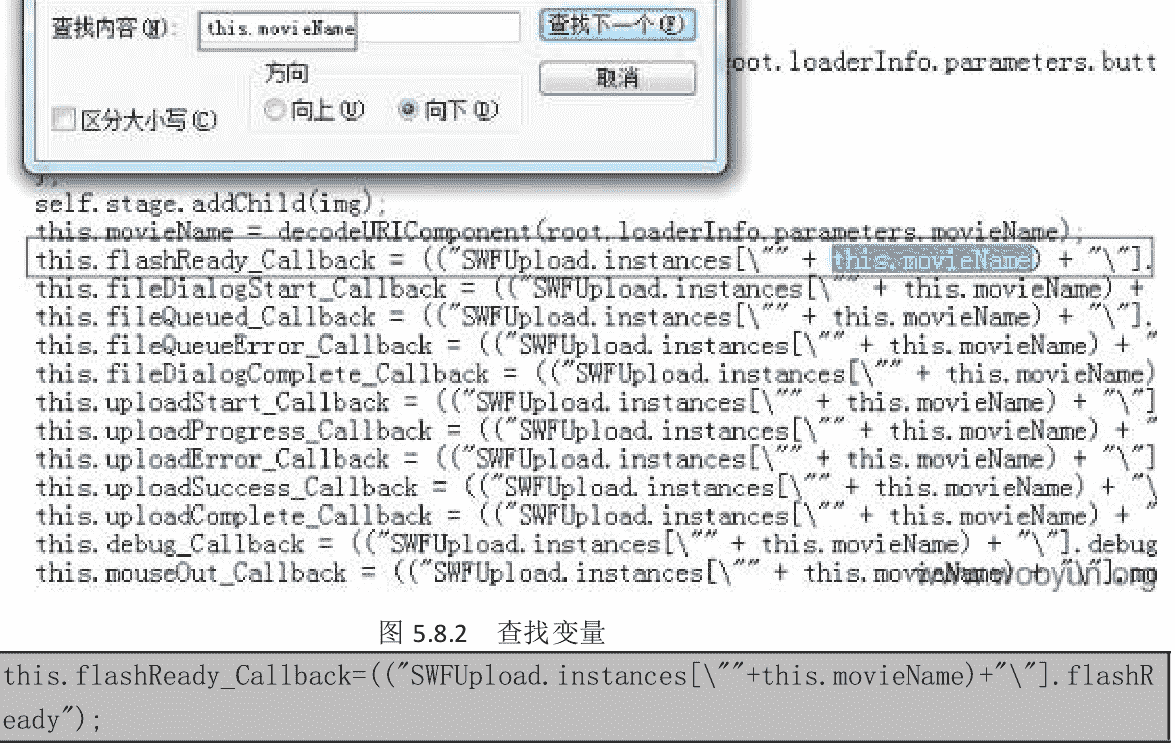 查找内容(N):
this.movieName
查找下一个(F)
方向
取消
区分大小写(C)
向上(U)
向下(D)
oot.loaderInfo.parameters.butt
};
self.stage.addChild(img);
this.movieName = decodeURIComponent(root.loaderInfo.parameters.movieName);
this.flashReady_Callback = (("SWFUpload.instances[\"" + this.movieName) + "\"].
this.fileDialogStart_Callback = (("SWFUpload.instances[\"" + this.movieName) +
this.fileQueued_Callback = (("SWFUpload.instances[\"" + this.movieName) + "\"].
this.fileQueueError_Callback = (("SWFUpload.instances[\"" + this.movieName) + "
this.fileDialogComplete_Callback = (("SWFUpload.instances[\"" + this.movieName)
this.uploadStart_Callback = (("SWFUpload.instances[\"" + this.movieName) + "\"]
this.uploadProgress_Callback = (("SWFUpload.instances[\"" + this.movieName) + "
this.uploadError_Callback = (("SWFUpload.instances[\"" + this.movieName) + "\"]
this.uploadSuccess_Callback = (("SWFUpload.instances[\"" + this.movieName) + "\
this.uploadComplete_Callback = (("SWFUpload.instances[\"" + this.movieName) + "
this.debug_Callback = (("SWFUpload.instances[\"" + this.movieName) + "\"].debug
this.mouseOut_Callback = (("SWFUpload.instances[\"" + this.movieName) + "\"].mo
www.wooyun.org
图 5.8.2 查找变量
this.flashReady_Callback=(("SWFUpload.instances[\""+this.movieName)+"\"].flashR
eady");